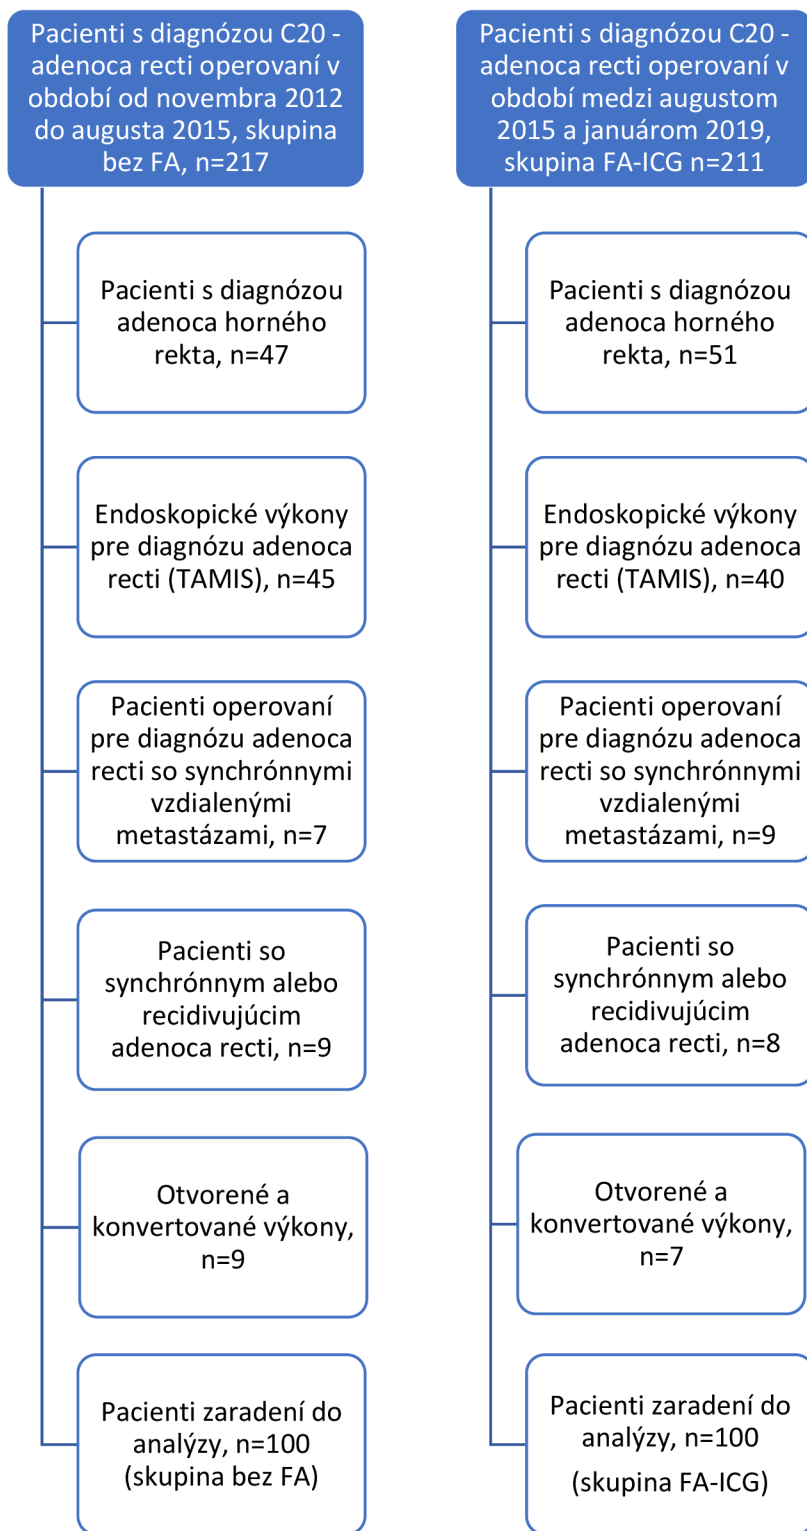 Pacienti s diagnózou C20 -
adenoca recti operovaní v
období od novembra 2012
do augusta 2015, skupina
bez FA, n=217
Pacienti s diagnózou
adenoca horného
rekta, n=47
Endoskopické výkony
pre diagnózu adenoca
recti (TAMIS), n=45
Pacienti operovaní
pre diagnózu adenoca
recti so synchrónnymi
vzdialenými
metastázami, n=7
Pacienti so
synchrónnym alebo
recidivujúcim
adenoca recti, n=9
Otvorené a
konvertované výkony,
n=9
Pacienti zaradení do
analýzy, n=100
(skupina bez FA)
Pacienti s diagnózou C20 -
adenoca recti operovaní v
období medzi augustom
2015 a januárom 2019,
skupina FA-ICG n=211
Pacienti s diagnózou
adenoca horného
rekta, n=51
Endoskopické výkony
pre diagnózu adenoca
recti (TAMIS), n=40
Pacienti operovaní
pre diagnózu adenoca
recti so synchrónnymi
vzdialenými
metastázami, n=9
Pacienti so
synchrónnym alebo
recidivujúcim
adenoca recti, n=8
Otvorené a
konvertované výkony,
n=7
Pacienti zaradení do
analýzy, n=100
(skupina FA-ICG)